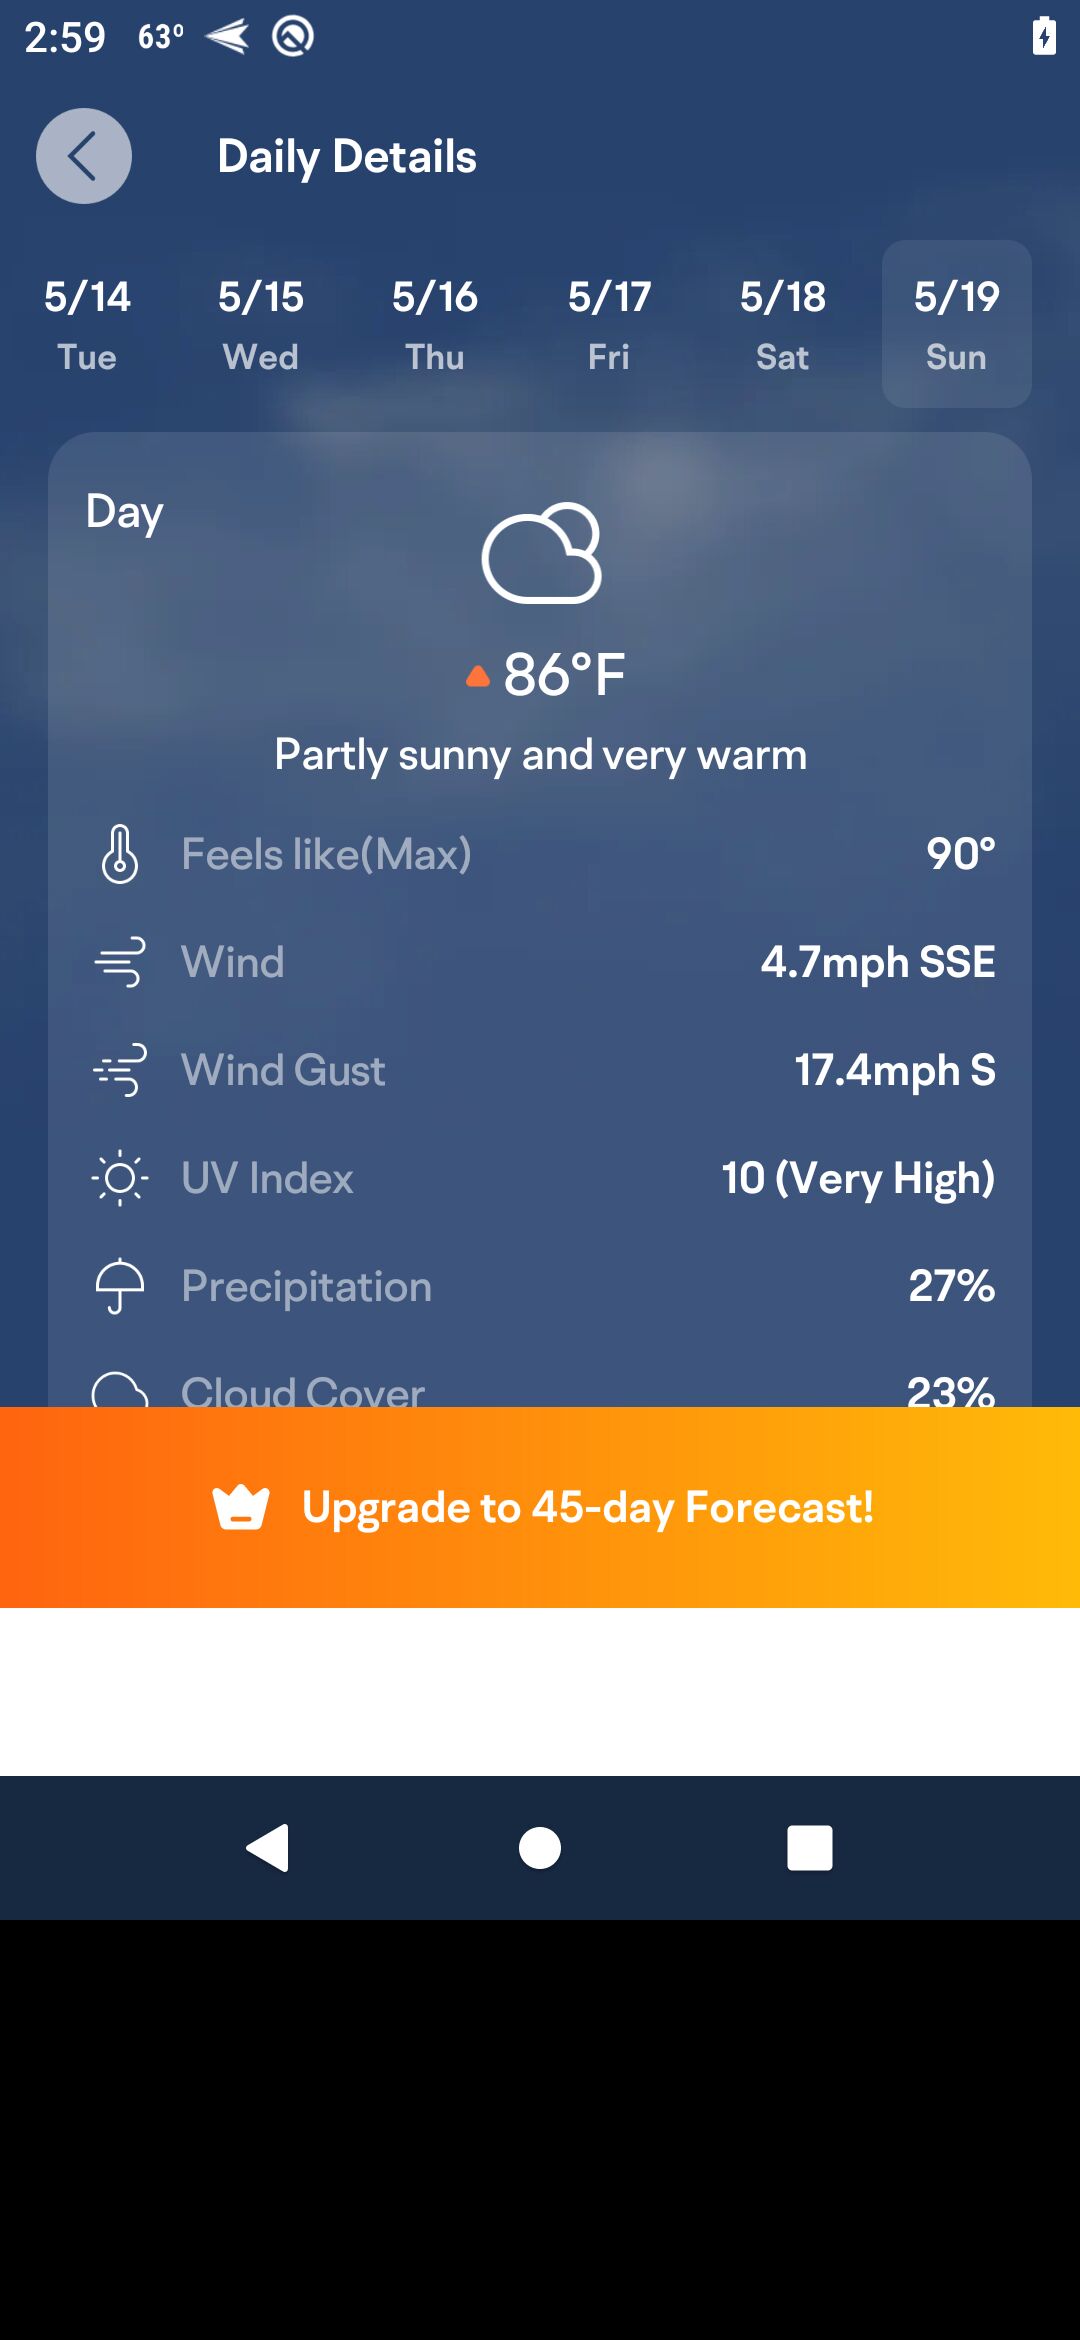 2:59 63°
Daily Details
5/14 5/15 5/16 5/17 5/18 5/19
Tue Wed Thu Fri Sat Sun
Day
86°F
Partly sunny and very warm
Feels like(Max) 90°
Wind 4.7mph SSE
Wind Gust 17.4mph S
UV Index 10 (Very High)
Precipitation 27%
Cloud Cover 23%
Upgrade to 45-day Forecast!